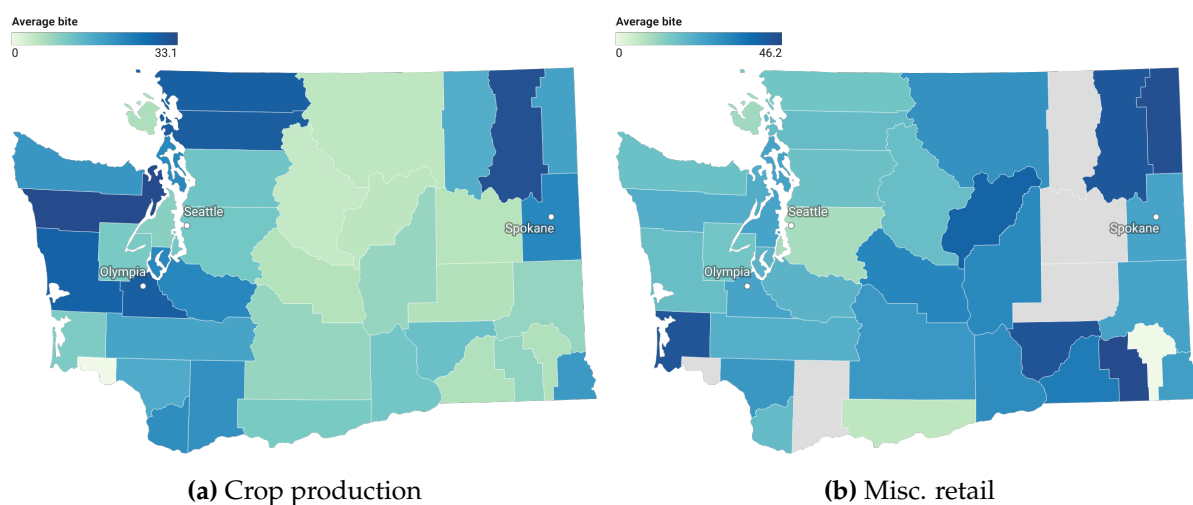 Average bite
0 33.1
Seattle
Spokane
Olympia
(a) Crop production
Average bite
0 46.2
Seattle
Spokane
Olympia
(b) Misc. retail